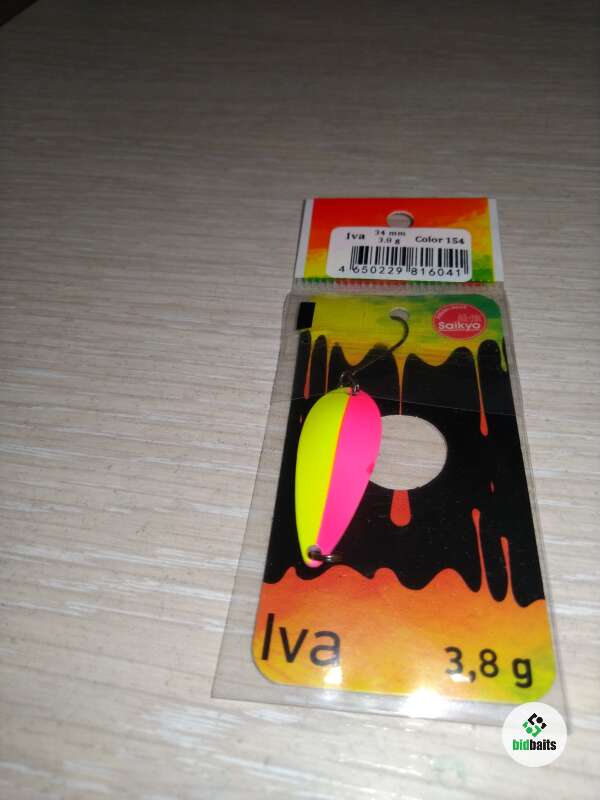 Iva 34 mm
3.8 g Color 154
4 650229 816041
Saikyo
Iva
3,8 g
bidbaits